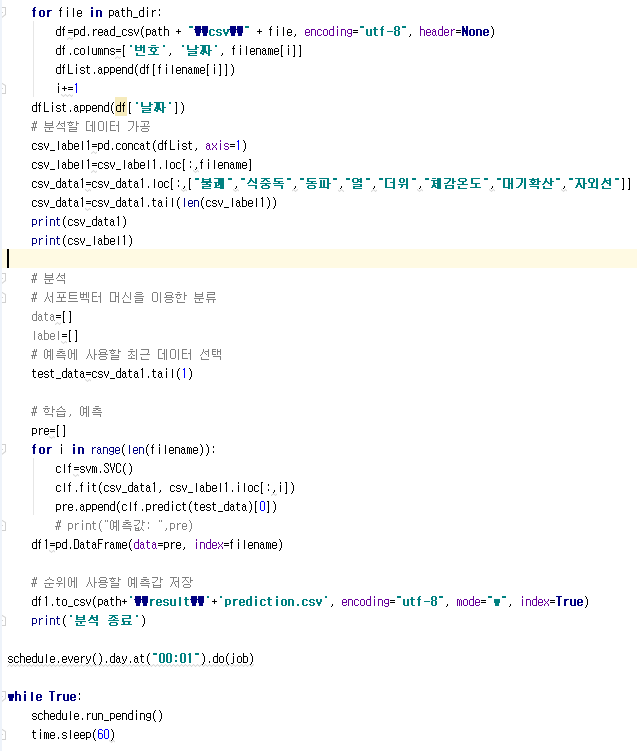 for file in path_dir:
df=pd.read_csv(path + "\\csv\\" + file, encoding="utf-8", header=None)
df.columns=['번호', '날짜', filename[i]]
dfList.append(df[filename[i]])
i+=1
dfList.append(df['날짜'])
# 분석할 데이터 가공
csv_label1=pd.concat(dfList, axis=1)
csv_label1=csv_label1.loc[:,filename]
csv_data1=csv_data1.loc[:,["불쾌","식중독","동파","열","더위","체감온도","대기확산","자외선"]]
csv_data1=csv_data1.tail(len(csv_label1))
print(csv_data1)
print(csv_label1)
# 분석
# 서포트벡터 머신을 이용한 분류
data=[]
label=[]
# 예측에 사용할 최근 데이터 선택
test_data=csv_data1.tail(1)
# 학습, 예측
pre=[]
for i in range(len(filename)):
clf=svm.SVC()
clf.fit(csv_data1, csv_label1.iloc[:,i])
pre.append(clf.predict(test_data)[0])
# print("예측값: ",pre)
df1=pd.DataFrame(data=pre, index=filename)
# 순위에 사용할 예측갑 저장
df1.to_csv(path+'\\result\\'+'prediction.csv', encoding="utf-8", mode="w", index=True)
print('분석 종료')
schedule.every().day.at("00:01").do(job)
while True:
schedule.run_pending()
time.sleep(60)